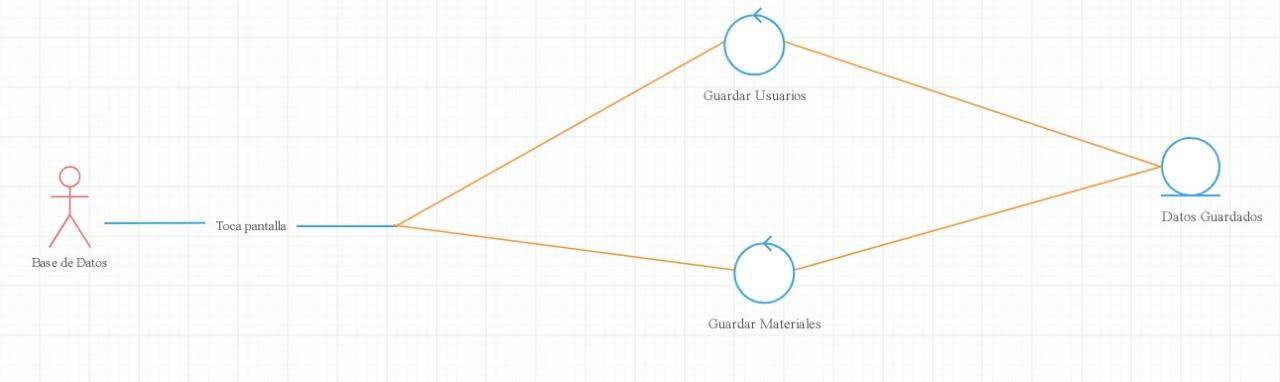 Guardar Usuarios
Toca pantalla
Datos Guardados
Base de Datos
Guardar Materiales